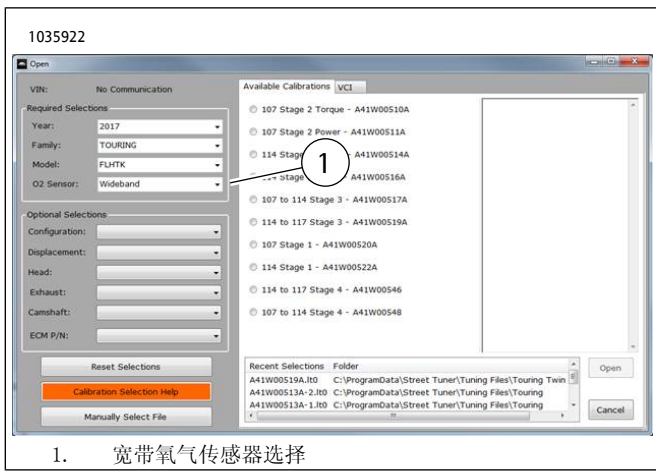 1035922
Open
VIN: No Communication
Required Selections
Year: 2017
Family: TOURING
Model: FLHTK
O2 Sensor: Wideband
Optional Selections
Configuration:
Displacement:
Head:
Exhaust:
Camshaft:
ECM P/N:
Reset Selections
Calibration Selection Help
Manually Select File
Available Calibrations VCI
107 Stage 2 Torque - A41W00510A
107 Stage 2 Power - A41W00511A
114 Stage - A41W00514A
114 Stage A41W00516A
107 to 114 Stage 3 - A41W00517A
114 to 117 Stage 3 - A41W00519A
107 Stage 1 - A41W00520A
114 Stage 1 - A41W00522A
114 to 117 Stage 4 - A41W00546
107 to 114 Stage 4 - A41W00548
1
Recent Selections Folder
A41W00519A.lt0 C:\ProgramData\Street Tuner\Tuning Files\Touring Twin
A41W00513A-2.lt0 C:\ProgramData\Street Tuner\Tuning Files\Touring
A41W00513A-1.lt0 C:\ProgramData\Street Tuner\Tuning Files\Touring
Open
Cancel
1. 宽带氧气传感器选择